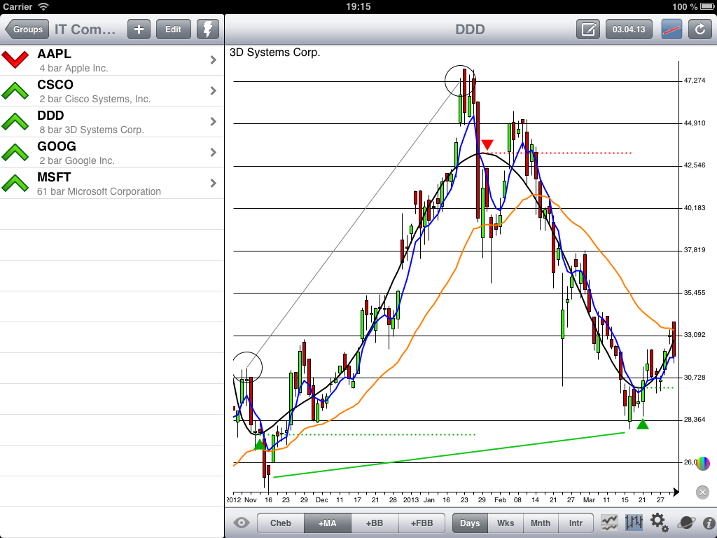 Carrier 19:15 100 %
Groups IT Com... + Edit DDD 03.04.13
AAPL
4 bar Apple Inc.
CSCO
2 bar Cisco Systems, Inc.
DDD
8 bar 3D Systems Corp.
GOOG
2 bar Google Inc.
MSFT
61 bar Microsoft Corporation
3D Systems Corp.
47,274
44,910
42,546
40,183
37,819
35,455
33,092
30,728
28,364
26,0
2012 Nov 16 23 29 Dec 11 17 21 28 2013 Jan 16 23 29 Feb 08 14 21 27 Mar 15 21 27
Cheb +MA +BB +FBB Days Wks Mnth Intr